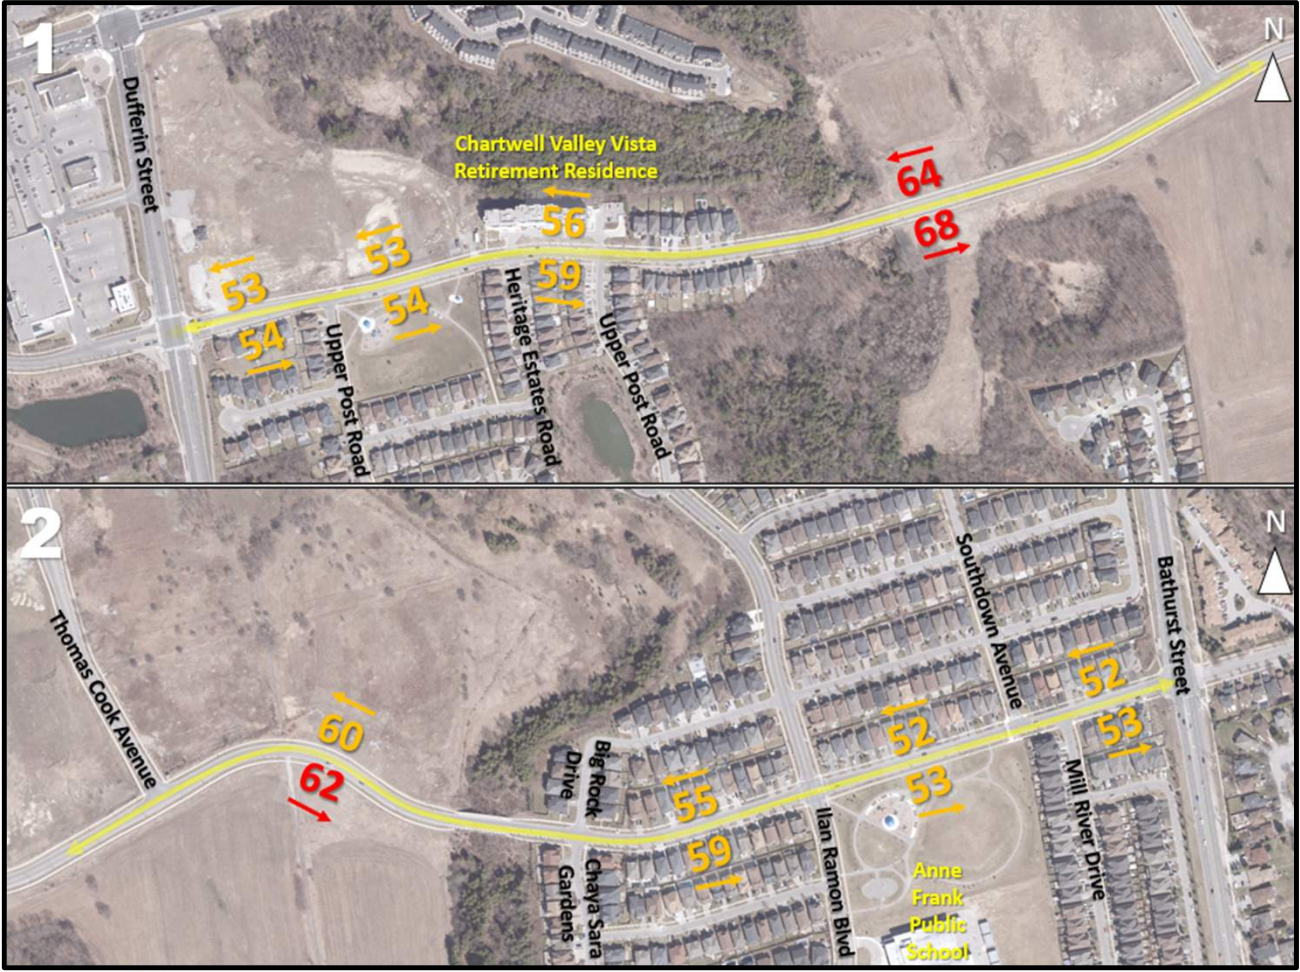 1
N
Dufferin Street
Chartwell Valley Vista
Retirement Residence
64
68
56
59
53
54
53
54
Upper Post Road
Heritage Estates Road
Upper Post Road
2
N
Thomas Cook Avenue
60
62
Big Rock
Drive
Chaya Sara
Gardens
55
59
Ilan Ramon Blvd
52
53
Southdown Avenue
52
53
Mill River Drive
Bathurst Street
Anne
Frank
Public
School